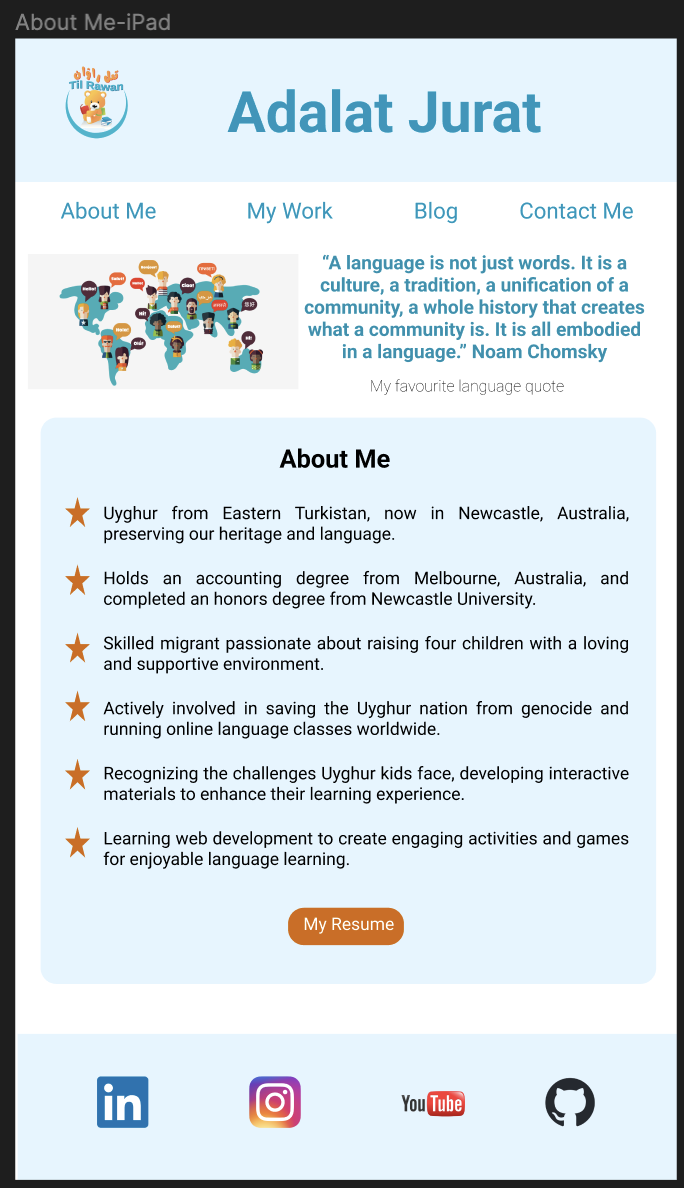 About Me-iPad
تىل راۋان
Til Rawan
Adalat Jurat
About Me
My Work
Blog
Contact Me
“A language is not just words. It is a
culture, a tradition, a unification of a
community, a whole history that creates
what a community is. It is all embodied
in a language.” Noam Chomsky
My favourite language quote
Hello!
Salut!
ПРИВЕТ!
Ciao!
Hi!
Hola!
Olá!
Hi!
About Me
Uyghur from Eastern Turkistan, now in Newcastle, Australia,
preserving our heritage and language.
Holds an accounting degree from Melbourne, Australia, and
completed an honors degree from Newcastle University.
Skilled migrant passionate about raising four children with a loving
and supportive environment.
Actively involved in saving the Uyghur nation from genocide and
running online language classes worldwide.
Recognizing the challenges Uyghur kids face, developing interactive
materials to enhance their learning experience.
Learning web development to create engaging activities and games
for enjoyable language learning.
My Resume
in
YouTube